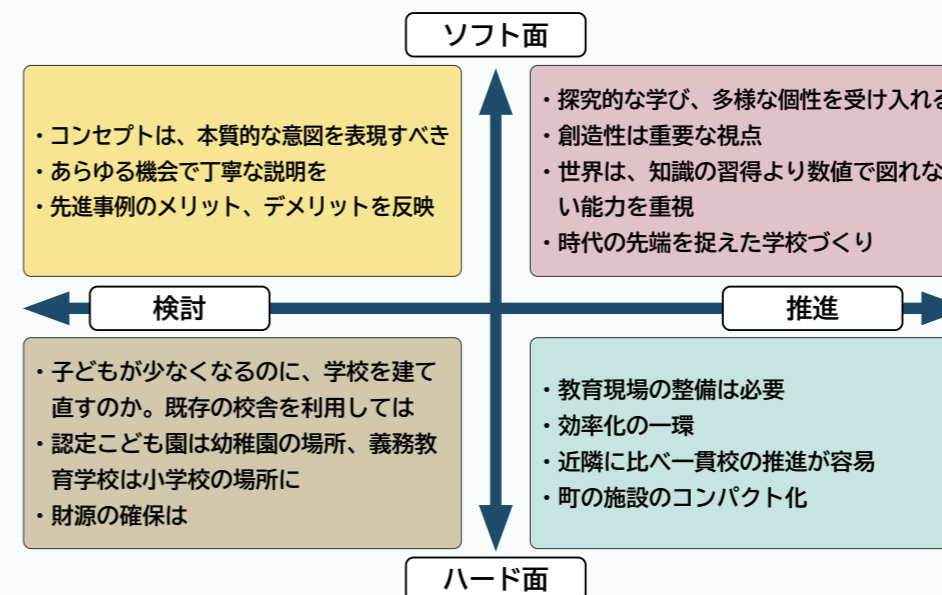 ソフト面
・コンセプトは、本質的な意図を表現すべき
・あらゆる機会で丁寧な説明を
・先進事例のメリット、デメリットを反映
・探究的な学び、多様な個性を受け入れる
・創造性は重要な視点
・世界は、知識の習得より数値で図れな
い能力を重視
・時代の先端を捉えた学校づくり
検討
推進
・子どもが少なくなるのに、学校を建て
直すのか。既存の校舎を利用しては
・認定こども園は幼稚園の場所、義務教
育学校は小学校の場所に
・財源の確保は
・教育現場の整備は必要
・効率化の一環
・近隣に比べ一貫校の推進が容易
・町の施設のコンパクト化
ハード面